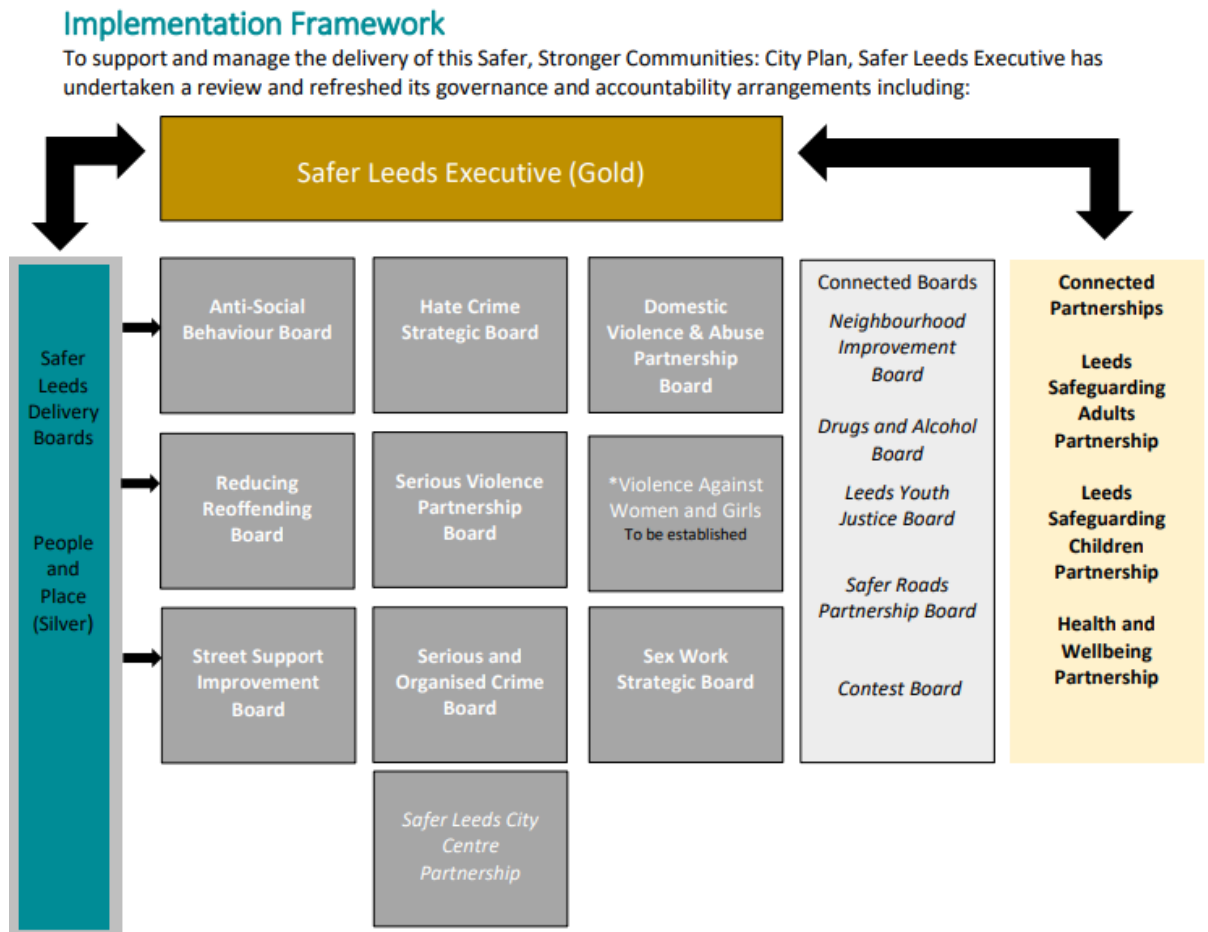 Implementation Framework
To support and manage the delivery of this Safer, Stronger Communities: City Plan, Safer Leeds Executive has
undertaken a review and refreshed its governance and accountability arrangements including:
Safer Leeds Executive (Gold)
Safer
Leeds
Delivery
Boards
People
and
Place
(Silver)
Anti-Social
Behaviour Board
Hate Crime
Strategic Board
Domestic
Violence & Abuse
Partnership
Board
Reducing
Reoffending
Board
Serious Violence
Partnership
Board
*Violence Against
Women and Girls
To be established
Street Support
Improvement
Board
Serious and
Organised Crime
Board
Sex Work
Strategic Board
Safer Leeds City
Centre
Partnership
Connected Boards
Neighbourhood
Improvement
Board
Drugs and Alcohol
Board
Leeds Youth
Justice Board
Safer Roads
Partnership Board
Contest Board
Connected
Partnerships
Leeds
Safeguarding
Adults
Partnership
Leeds
Safeguarding
Children
Partnership
Health and
Wellbeing
Partnership